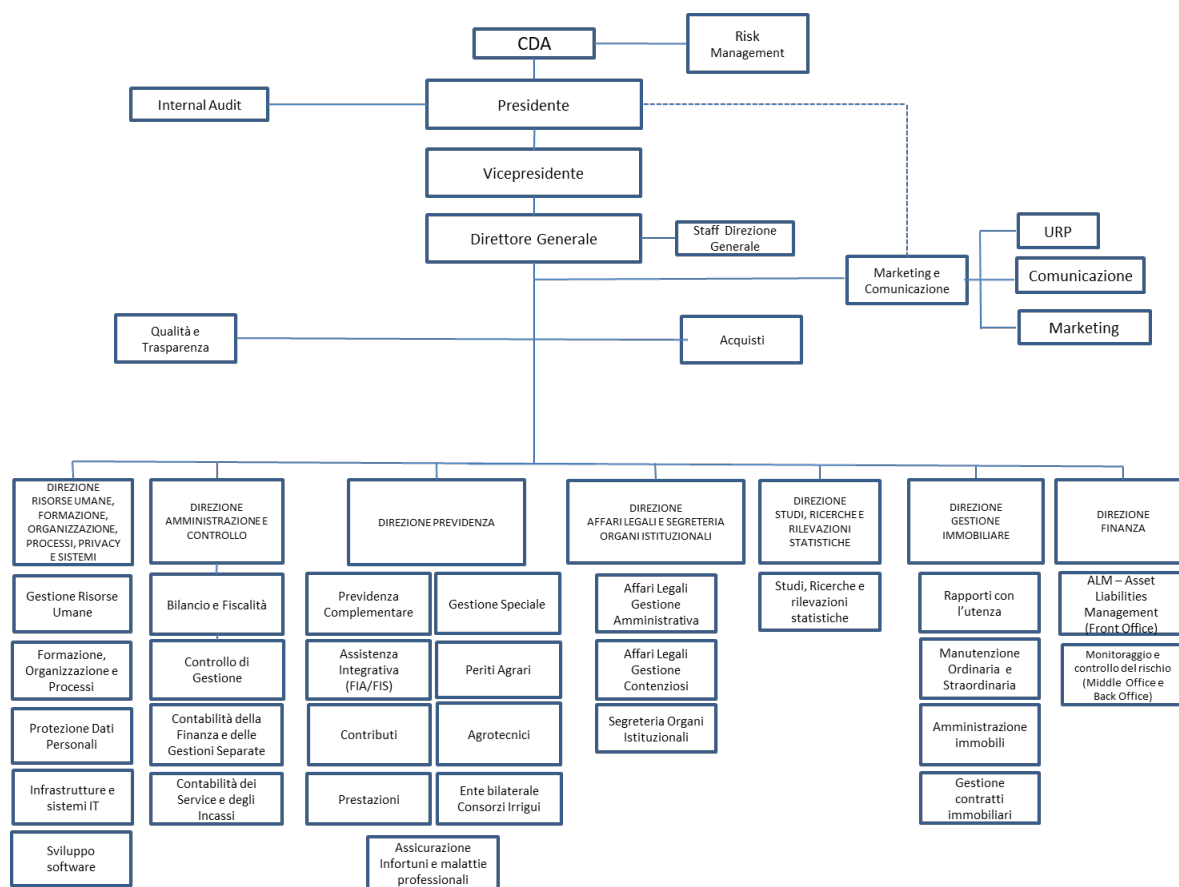 CDA
Risk
Management
Internal Audit
Presidente
Vicepresidente
Direttore Generale
Staff Direzione
Generale
URP
Marketing e
Comunicazione
Comunicazione
Marketing
Qualità e
Trasparenza
Acquisti
DIREZIONE
RISORSE UMANE,
FORMAZIONE,
ORGANIZZAZIONE,
PROCESSI, PRIVACY
E SISTEMI
DIREZIONE
AMMINISTRAZIONE E
CONTROLLO
DIREZIONE PREVIDENZA
DIREZIONE
AFFARI LEGALI E SEGRETERIA
ORGANI ISTITUZIONALI
DIREZIONE
STUDI, RICERCHE E
RILEVAZIONI
STATISTICHE
DIREZIONE
GESTIONE
IMMOBILIARE
DIREZIONE
FINANZA
Gestione Risorse
Umane
Formazione,
Organizzazione e
Processi
Protezione Dati
Personali
Infrastrutture e
sistemi IT
Sviluppo
software
Bilancio e Fiscalità
Controllo di
Gestione
Contabilità della
Finanza e delle
Gestioni Separate
Contabilità dei
Service e degli
Incassi
Previdenza
Complementare
Assistenza
Integrativa
(FIA/FIS)
Contributi
Prestazioni
Gestione Speciale
Periti Agrari
Agrotecnici
Ente bilaterale
Consorzi Irrigui
Assicurazione
Infortuni e malattie
professionali
Affari Legali
Gestione
Amministrativa
Affari Legali
Gestione
Contenziosi
Segreteria Organi
Istituzionali
Studi, Ricerche e
rilevazioni
statistiche
Rapporti con
l’utenza
Manutenzione
Ordinaria e
Straordinaria
Amministrazione
immobili
Gestione
contratti
immobiliari
ALM – Asset
Liabilities
Management
(Front Office)
Monitoraggio e
controllo del rischio
(Middle Office e
Back Office)